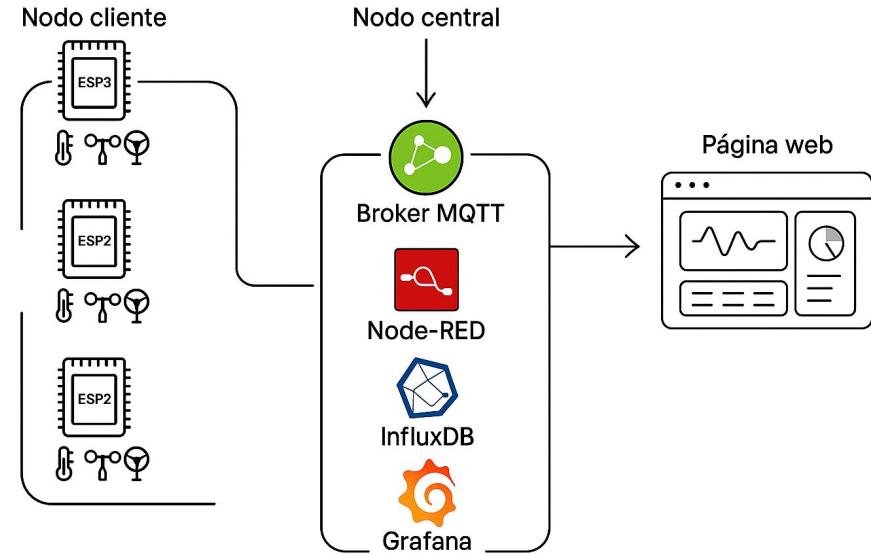 Nodo cliente
Nodo central
ESP3
Página web
Broker MQTT
ESP2
Node-RED
ESP2
InfluxDB
Grafana